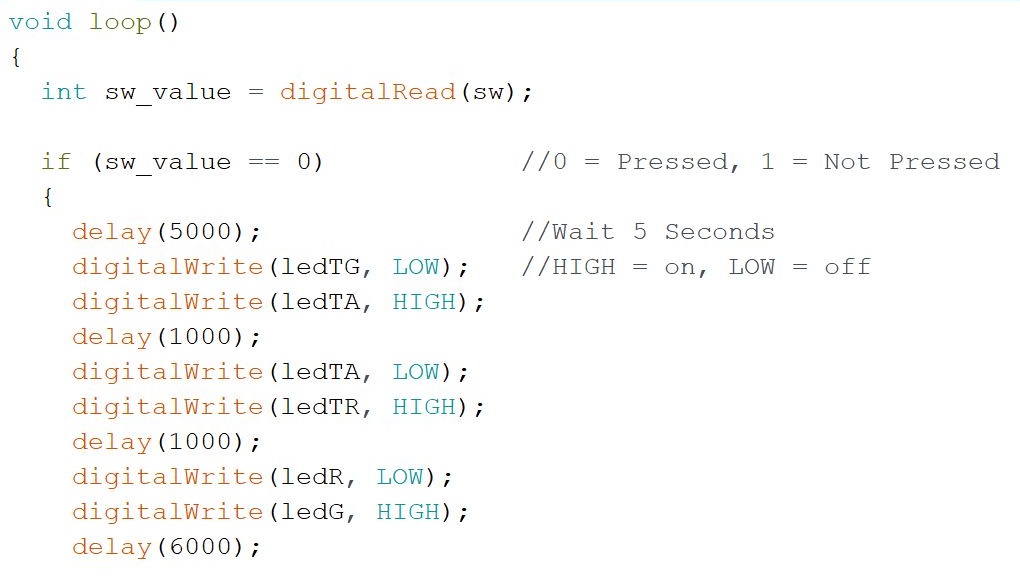 void loop()
{
int sw_value = digitalRead(sw);
if (sw_value == 0) //0 = Pressed, 1 = Not Pressed
{
delay(5000); //Wait 5 Seconds
digitalWrite(ledTG, LOW); //HIGH = on, LOW = off
digitalWrite(ledTA, HIGH);
delay(1000);
digitalWrite(ledTA, LOW);
digitalWrite(ledTR, HIGH);
delay(1000);
digitalWrite(ledR, LOW);
digitalWrite(ledG, HIGH);
delay(6000);